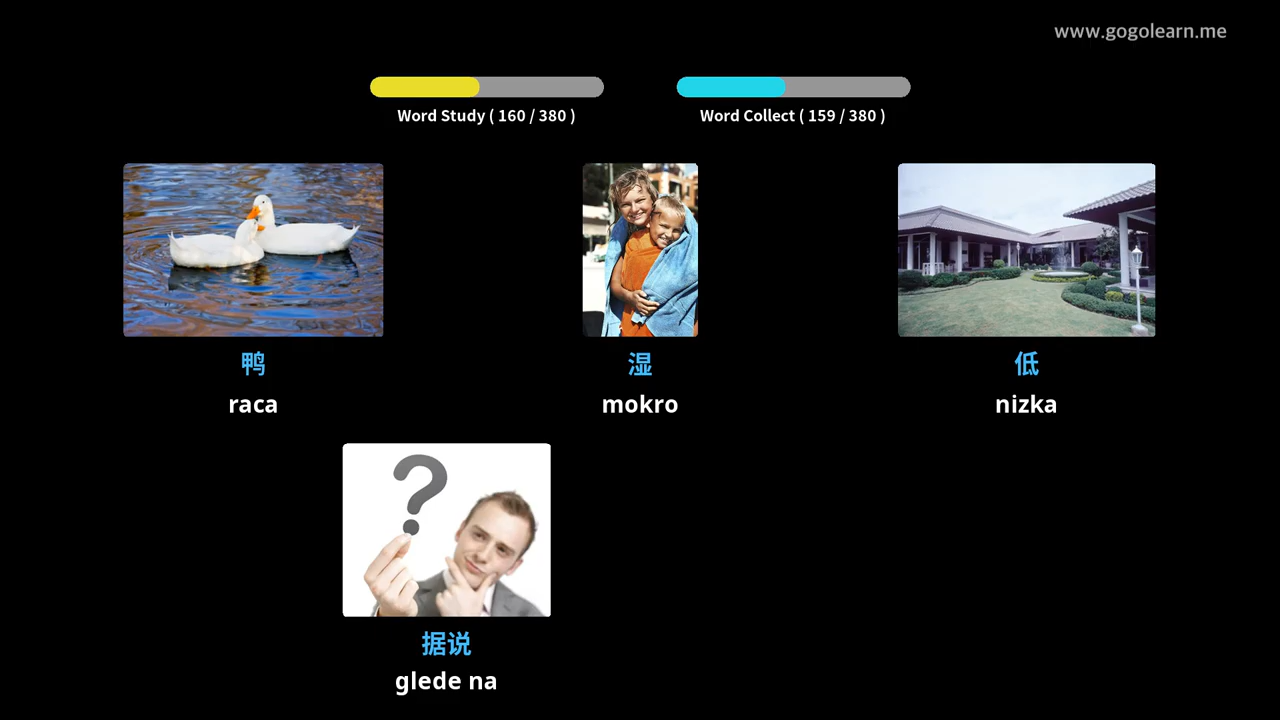 www.gogolearn.me
Word Study ( 160 / 380 )
Word Collect ( 159 / 380 )
鸭
湿
低
raca
mokro
nizka
?
据说
glede na